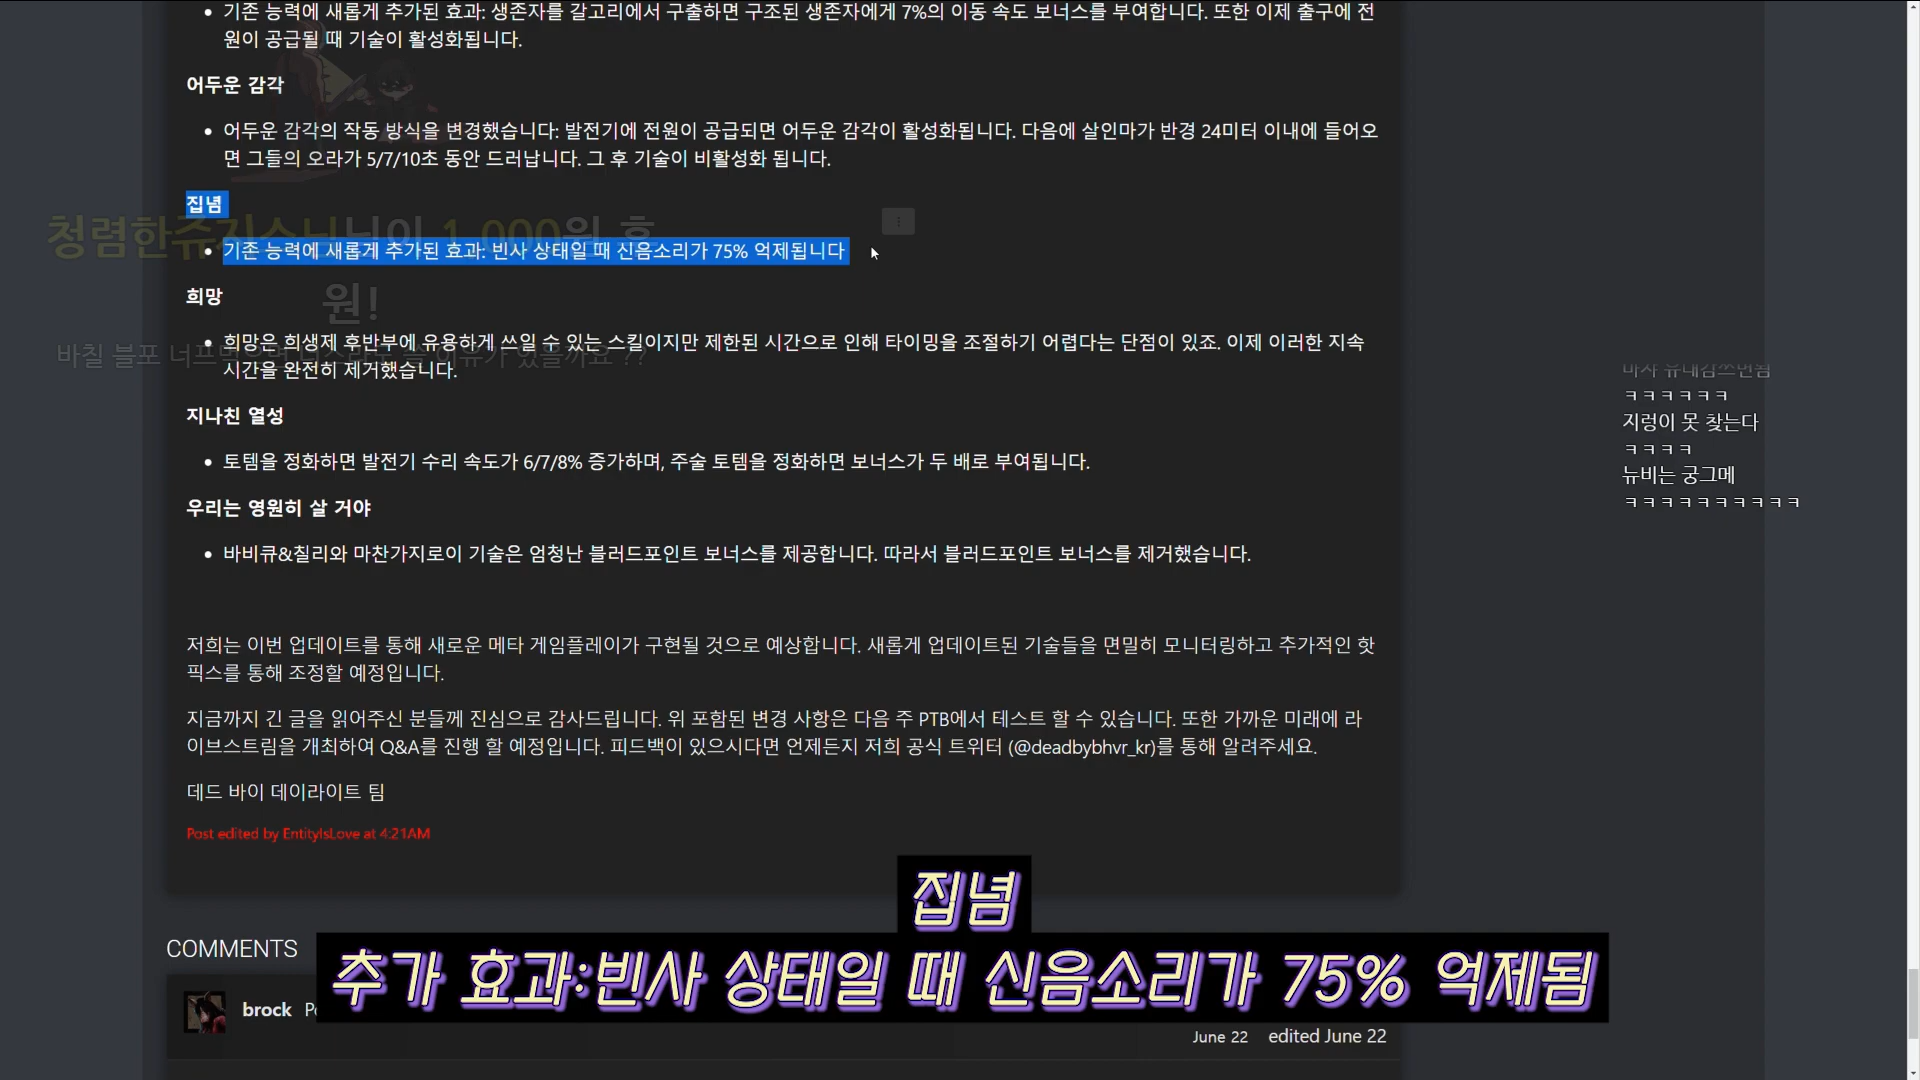 • 기존 능력에 새롭게 추가된 효과: 생존자를 갈고리에서 구출하면 구조된 생존자에게 7%의 이동 속도 보너스를 부여합니다. 또한 이제 출구에 전
원이 공급될 때 기술이 활성화됩니다.
어두운 감각
• 어두운 감각의 작동 방식을 변경했습니다: 발전기에 전원이 공급되면 어두운 감각이 활성화됩니다. 다음에 살인마가 반경 24미터 이내에 들어오
면 그들의 오라가 5/7/10초 동안 드러납니다. 그 후 기술이 비활성화 됩니다.
집념
청렴한쥬지스님님이 1,000원 후
• 기존 능력에 새롭게 추가된 효과: 빈사 상태일 때 신음소리가 75% 억제됩니다
원!
희망
• 희망은 희생제 후반부에 유용하게 쓰일 수 있는 스킬이지만 제한된 시간으로 인해 타이밍을 조절하기 어렵다는 단점이 있죠. 이제 이러한 지속
바칠 블포 너프먹으면 이유가 있을까요 ??
시간을 완전히 제거했습니다.
지나친 열성
• 토템을 정화하면 발전기 수리 속도가 6/7/8% 증가하며, 주술 토템을 정화하면 보너스가 두 배로 부여됩니다.
우리는 영원히 살 거야
• 바비큐&칠리와 마찬가지로이 기술은 엄청난 블러드포인트 보너스를 제공합니다. 따라서 블러드포인트 보너스를 제거했습니다.
저희는 이번 업데이트를 통해 새로운 메타 게임플레이가 구현될 것으로 예상합니다. 새롭게 업데이트된 기술들을 면밀히 모니터링하고 추가적인 핫
픽스를 통해 조정할 예정입니다.
지금까지 긴 글을 읽어주신 분들께 진심으로 감사드립니다. 위 포함된 변경 사항은 다음 주 PTB에서 테스트 할 수 있습니다. 또한 가까운 미래에 라
이브스트림을 개최하여 Q&A를 진행 할 예정입니다. 피드백이 있으시다면 언제든지 저희 공식 트위터 (@deadbybhvr_kr)를 통해 알려주세요.
데드 바이 데이라이트 팀
Post edited by EntityIsLove at 4:21AM
ㅋㅋㅋㅋㅋㅋ
지렁이 못 찾는다
ㅋㅋㅋㅋ
뉴비는 궁그메
ㅋㅋㅋㅋㅋㅋㅋㅋㅋㅋ
집념
COMMENTS
추가 효과:빈사 상태일 때 신음소리가 75% 억제됨
brock
June 22 edited June 22